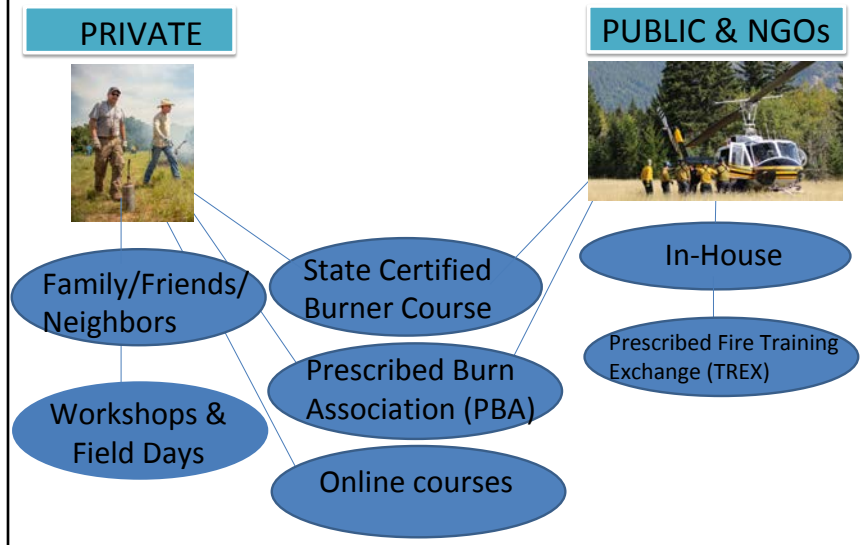 PRIVATE
PUBLIC & NGOs
Family/Friends/
Neighbors
Workshops &
Field Days
State Certified
Burner Course
Prescribed Burn
Association (PBA)
Online courses
In-House
Prescribed Fire Training
Exchange (TREX)